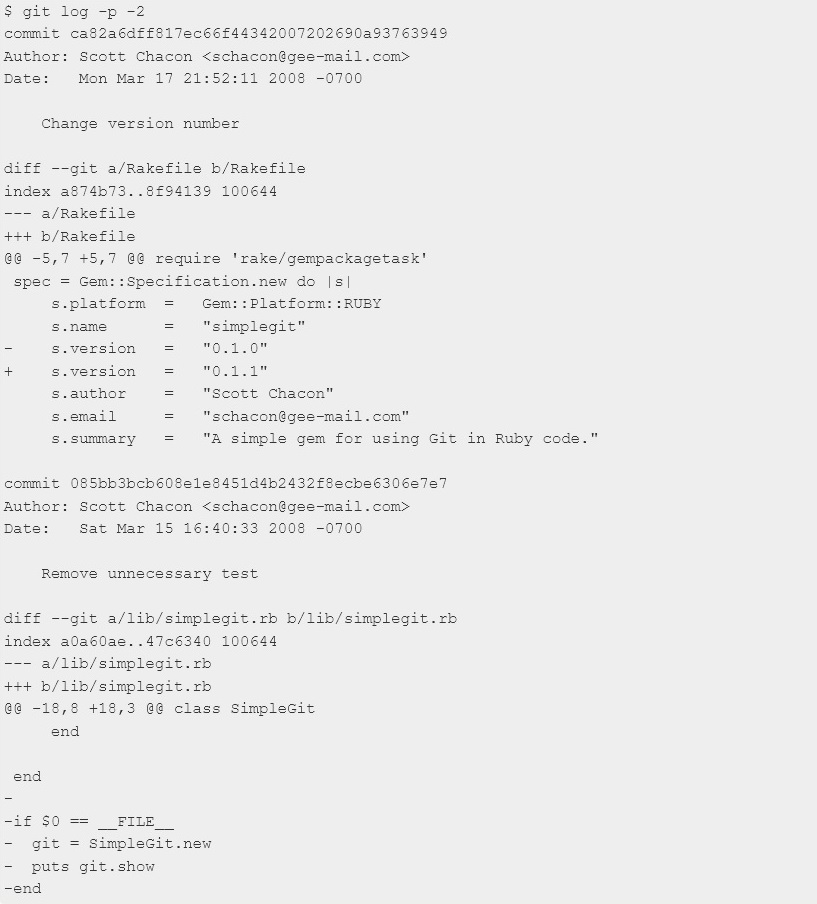 $ git log -p -2
commit ca82a6dff817ec66f44342007202690a93763949
Author: Scott Chacon <schacon@gee-mail.com>
Date:   Mon Mar 17 21:52:11 2008 -0700

    Change version number

diff --git a/Rakefile b/Rakefile
index a874b73..8f94139 100644
--- a/Rakefile
+++ b/Rakefile
@@ -5,7 +5,7 @@ require 'rake/gempackagetask'
 spec = Gem::Specification.new do |s|
     s.platform  =   Gem::Platform::RUBY
     s.name      =   "simplegit"
-    s.version   =   "0.1.0"
+    s.version   =   "0.1.1"
     s.author    =   "Scott Chacon"
     s.email     =   "schacon@gee-mail.com"
     s.summary   =   "A simple gem for using Git in Ruby code."

commit 085bb3bcb608e1e8451d4b2432f8ecbe6306e7e7
Author: Scott Chacon <schacon@gee-mail.com>
Date:   Sat Mar 15 16:40:33 2008 -0700

    Remove unnecessary test

diff --git a/lib/simplegit.rb b/lib/simplegit.rb
index a0a60ae..47c6340 100644
--- a/lib/simplegit.rb
+++ b/lib/simplegit.rb
@@ -18,8 +18,3 @@ class SimpleGit
     end

 end
-
-if $0 == __FILE__
-  git = SimpleGit.new
-  puts git.show
-end